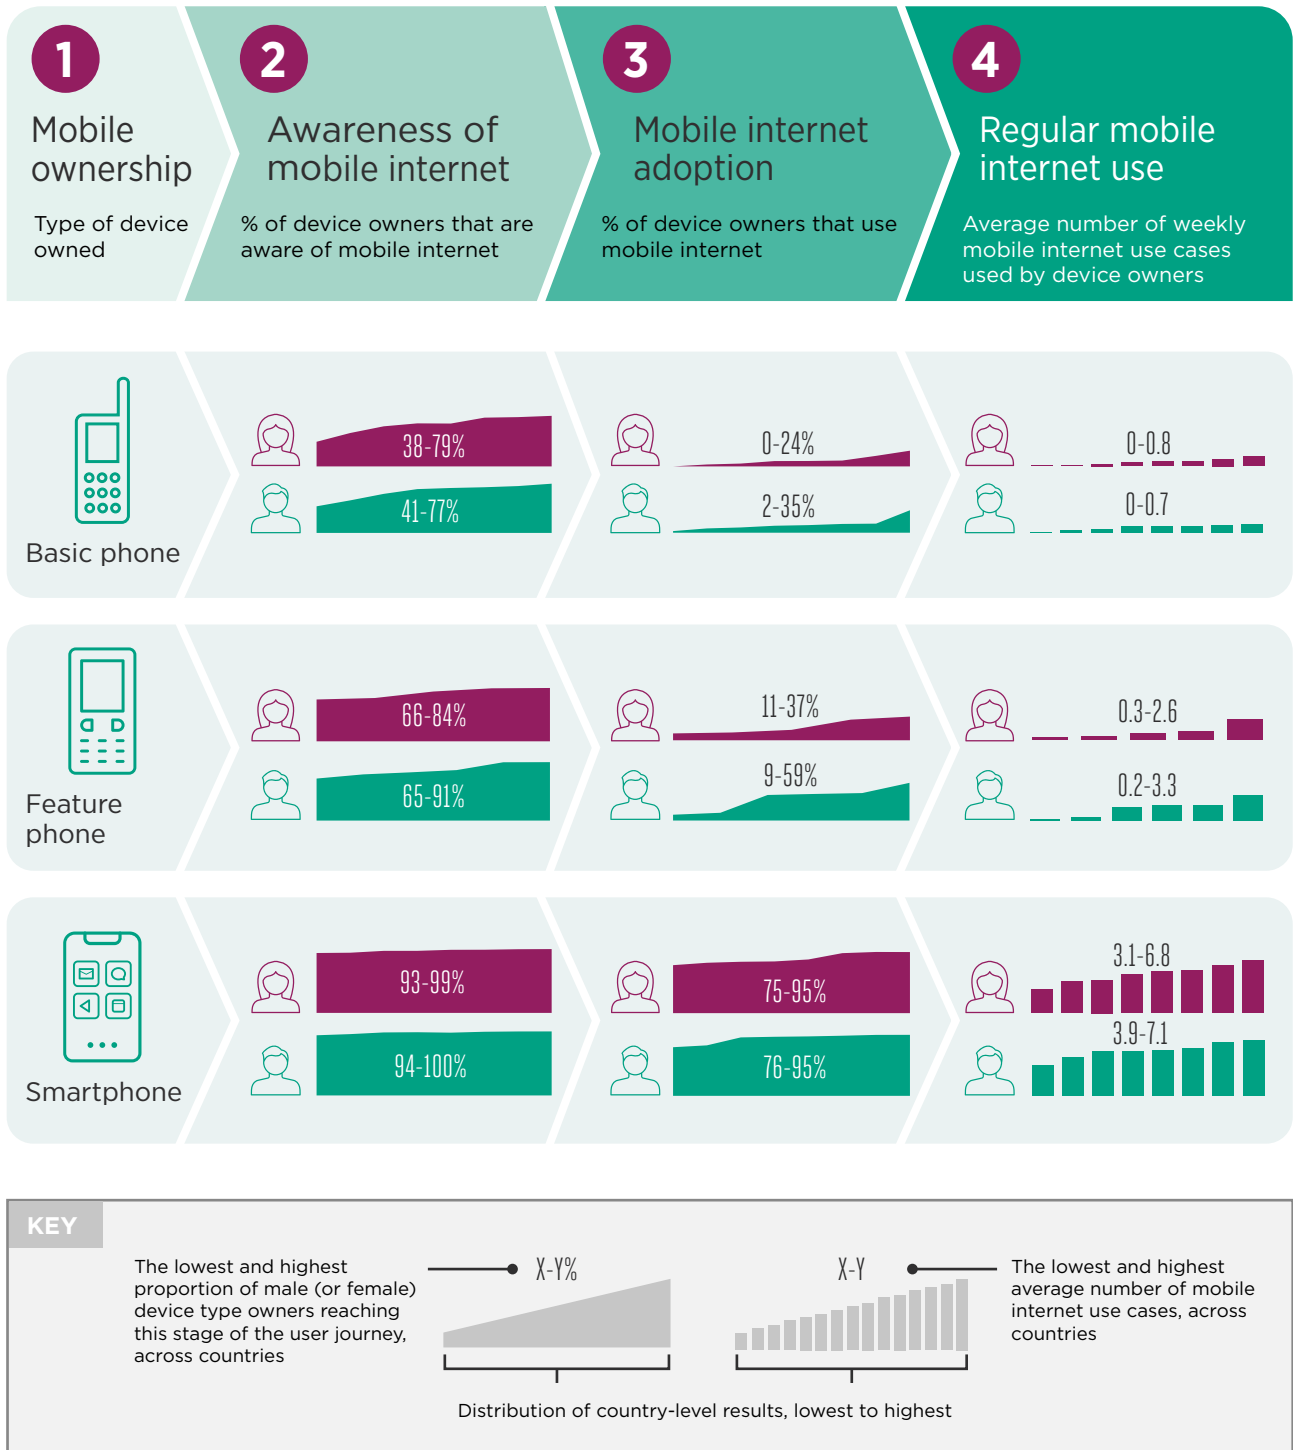 1
Mobile
ownership
Type of device
owned
2
Awareness of
mobile internet
% of device owners that are
aware of mobile internet
3
Mobile internet
adoption
% of device owners that use
mobile internet
4
Regular mobile
internet use
Average number of weekly
mobile internet use cases
used by device owners
Basic phone
38-79%
41-77%
0-24%
2-35%
0-0.8
0-0.7
Feature
phone
66-84%
65-91%
11-37%
9-59%
0.3-2.6
0.2-3.3
Smartphone
93-99%
94-100%
75-95%
76-95%
3.1-6.8
3.9-7.1
KEY
The lowest and highest
proportion of male (or female)
device type owners reaching
this stage of the user journey,
across countries
X-Y%
X-Y
The lowest and highest
average number of mobile
internet use cases, across
countries
Distribution of country-level results, lowest to highest